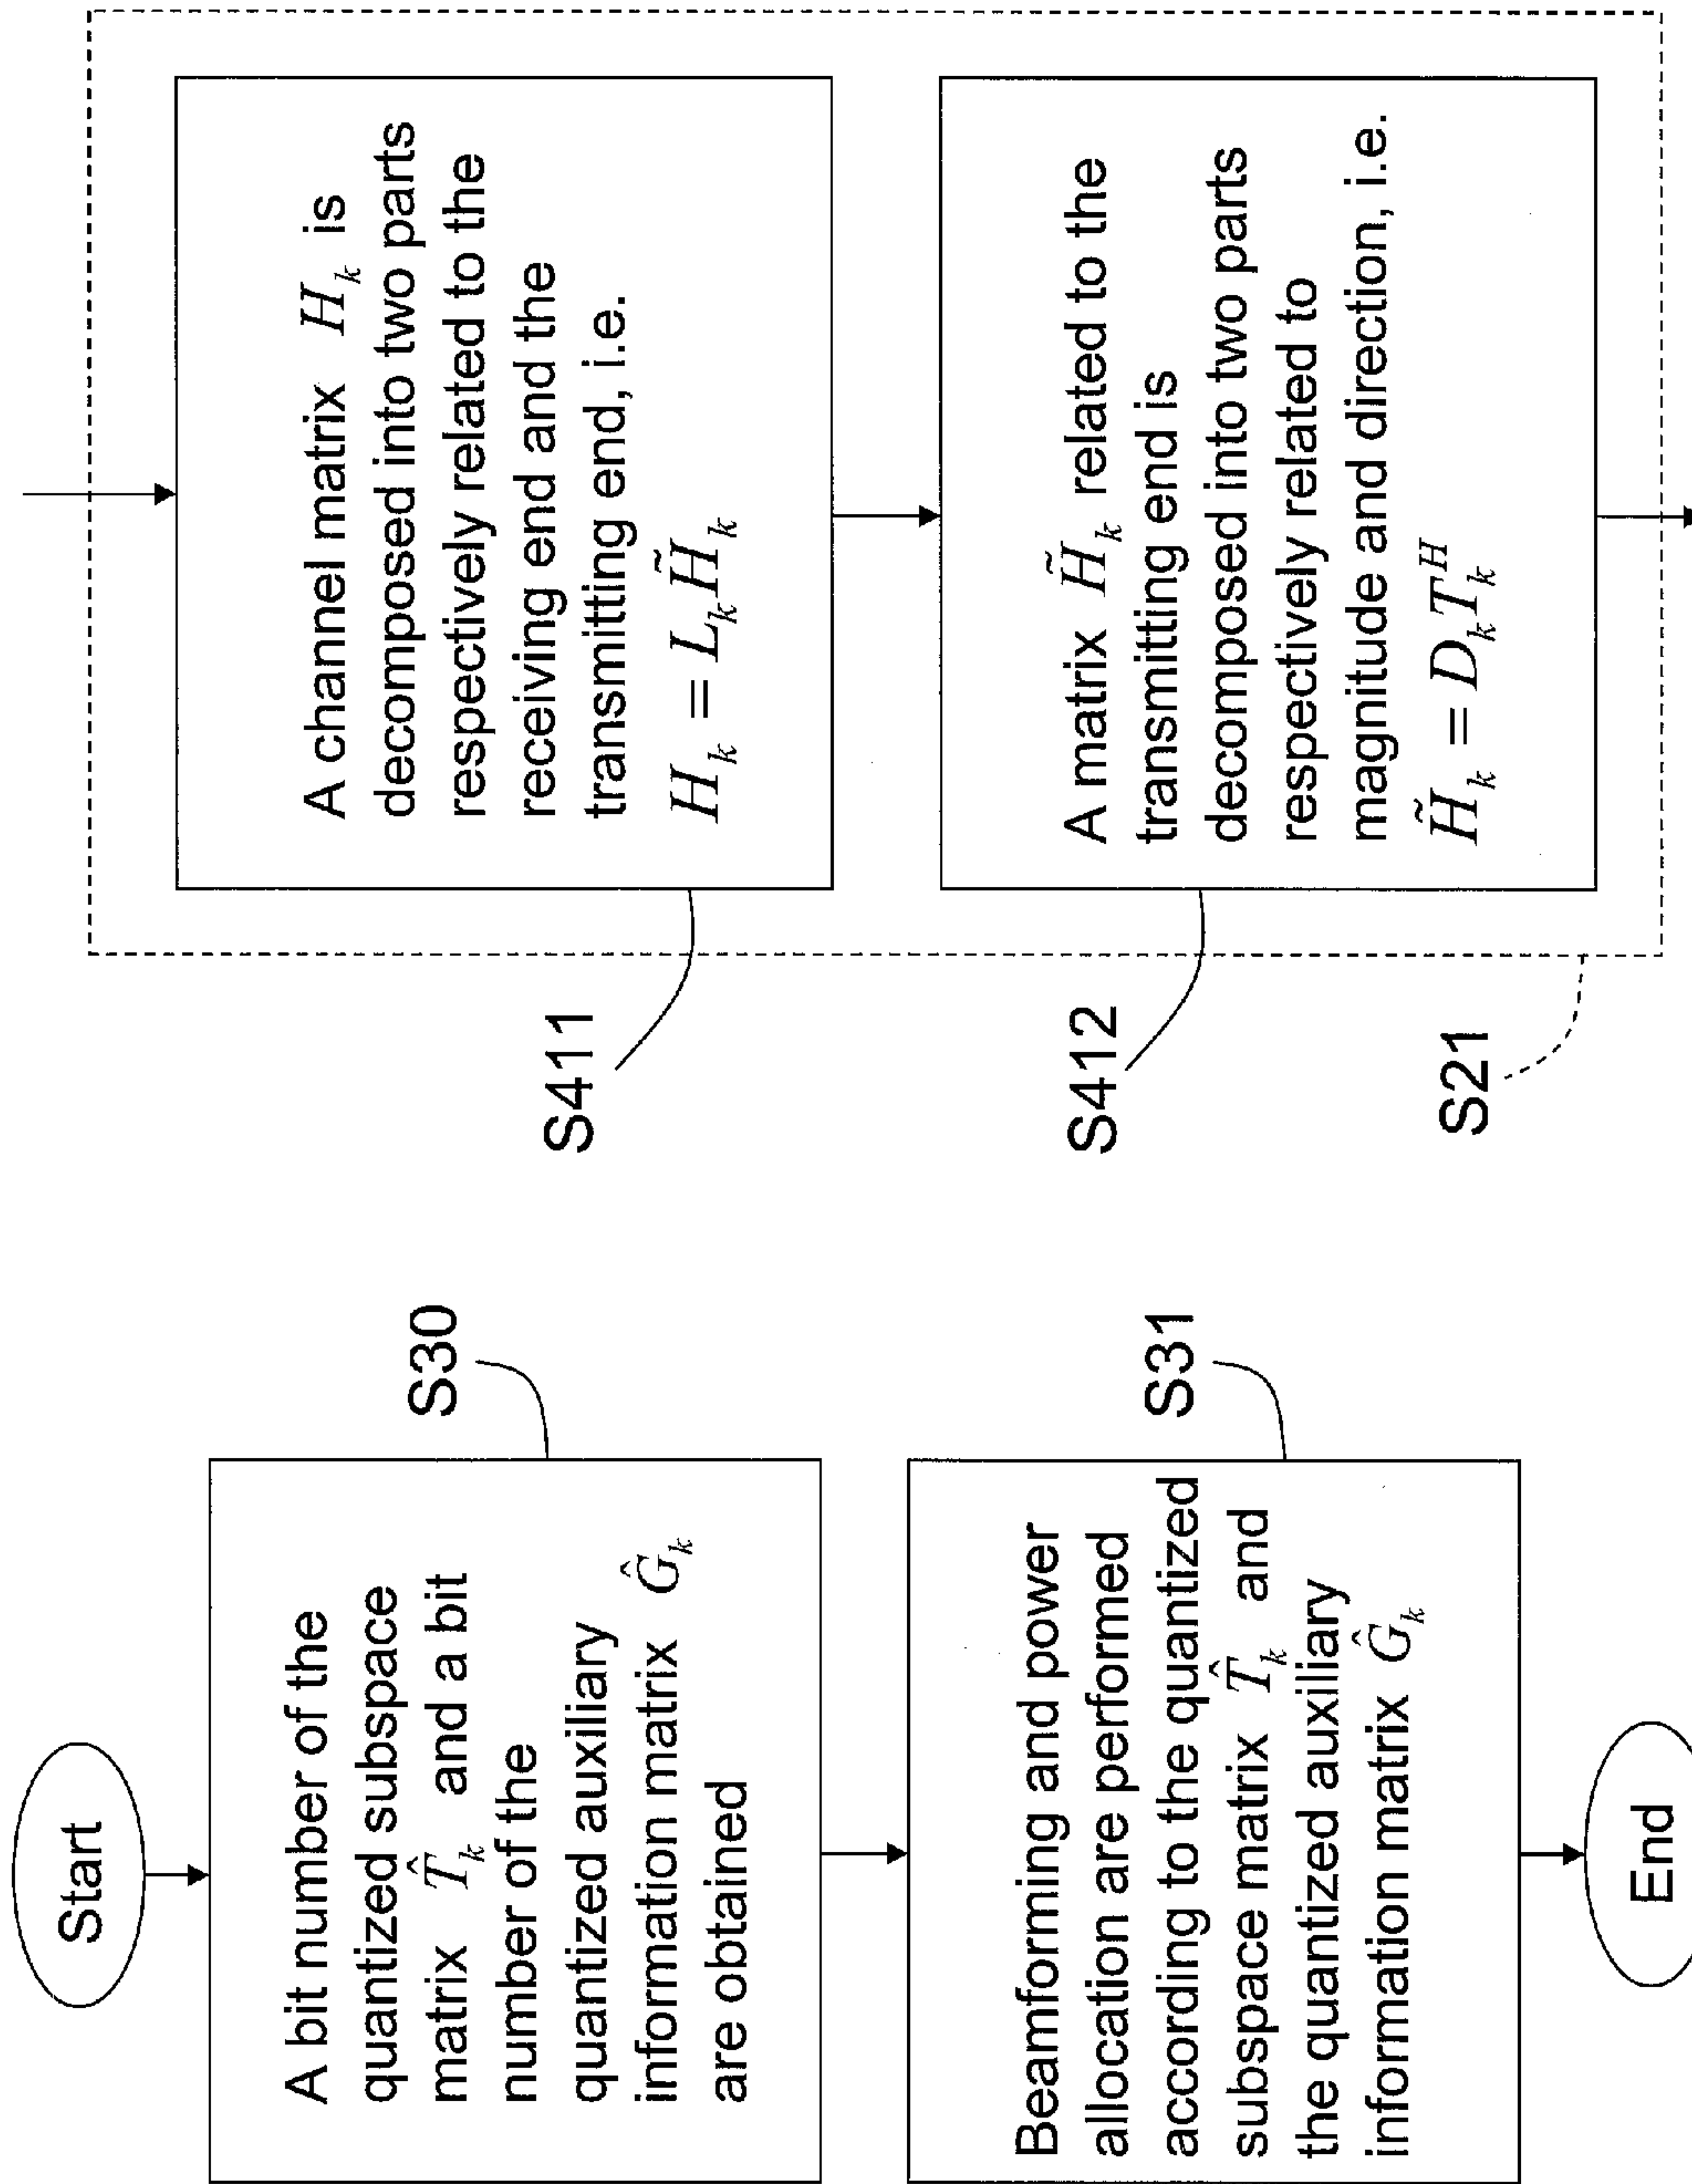 Start
A bit number of the
quantized subspace
matrix T̂_k and a bit
number of the
quantized auxiliary
information matrix Ĝ_k
are obtained
S30
Beamforming and power
allocation are performed
according to the quantized
subspace matrix T̂_k and
the quantized auxiliary
information matrix Ĝ_k
S31
End
A channel matrix H_k is
decomposed into two parts
respectively related to the
receiving end and the
transmitting end, i.e.
H_k = L_k H̃_k
S411
A matrix H̃_k related to the
transmitting end is
decomposed into two parts
respectively related to
magnitude and direction, i.e.
H̃_k = D_k T_k^H
S412
S21